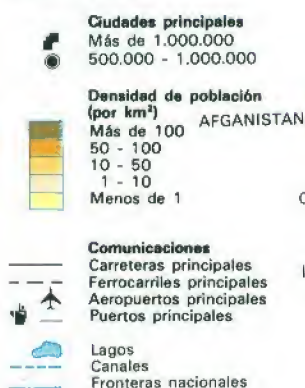 Ciudades principales
Más de 1.000.000
500.000 - 1.000.000
Densidad de población
(por km²)
Más de 100
AFGANISTAN
50 - 100
10 - 50
1 - 10
Menos de 1
Comunicaciones
Carreteras principales
Ferrocarriles principales
Aeropuertos principales
Puertos principales
Lagos
Canales
Fronteras nacionales